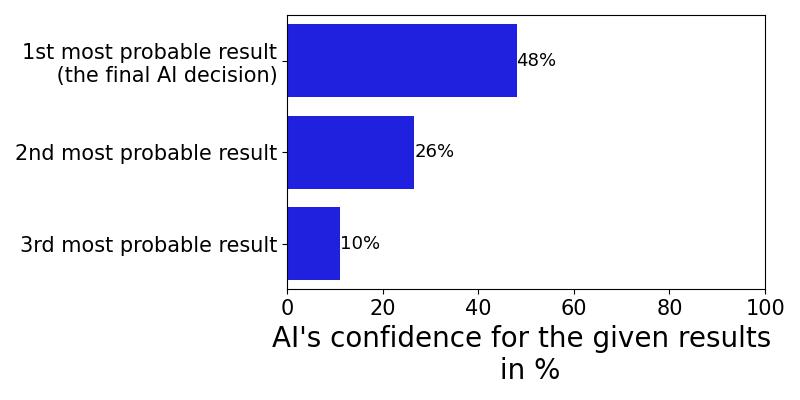 1st most probable result
(the final AI decision)
48%
2nd most probable result
26%
3rd most probable result
10%
0 20 40 60 80 100
AI's confidence for the given results
in %